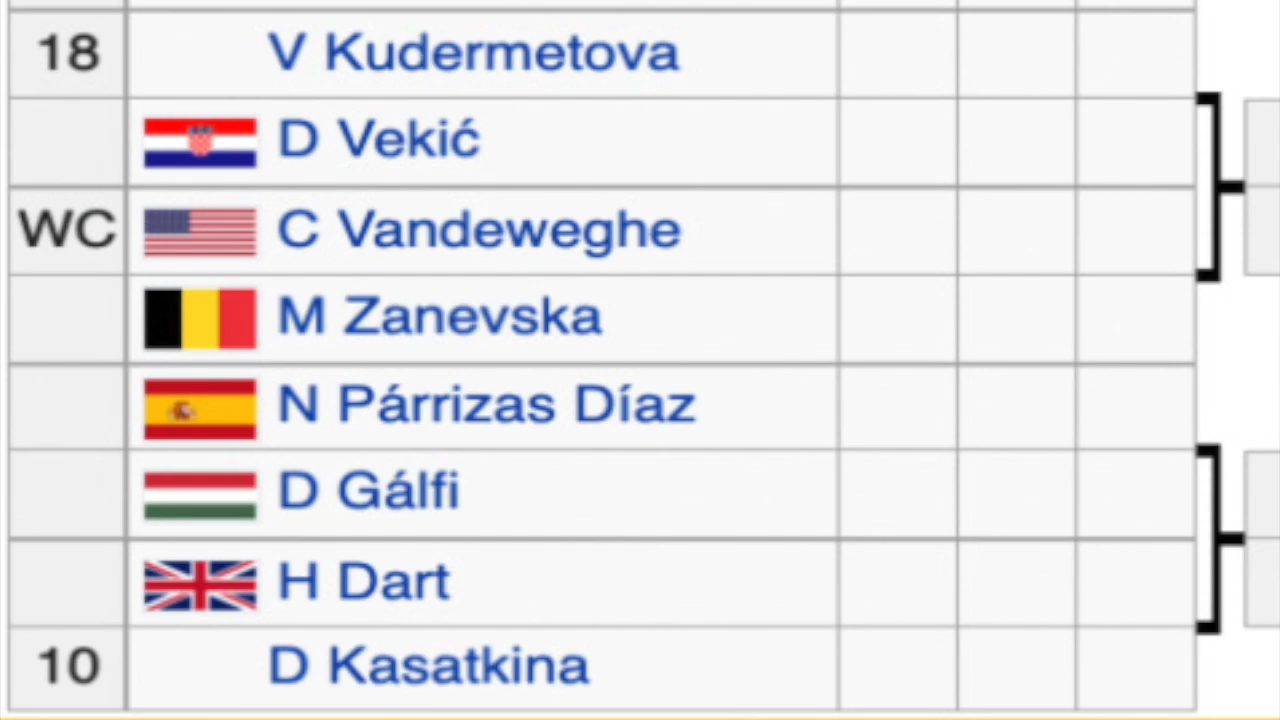 18 V Kudermetova
D Vekić
WC C Vandeweghe
M Zanevska
N Párrizas Díaz
D Gálfi
H Dart
10 D Kasatkina